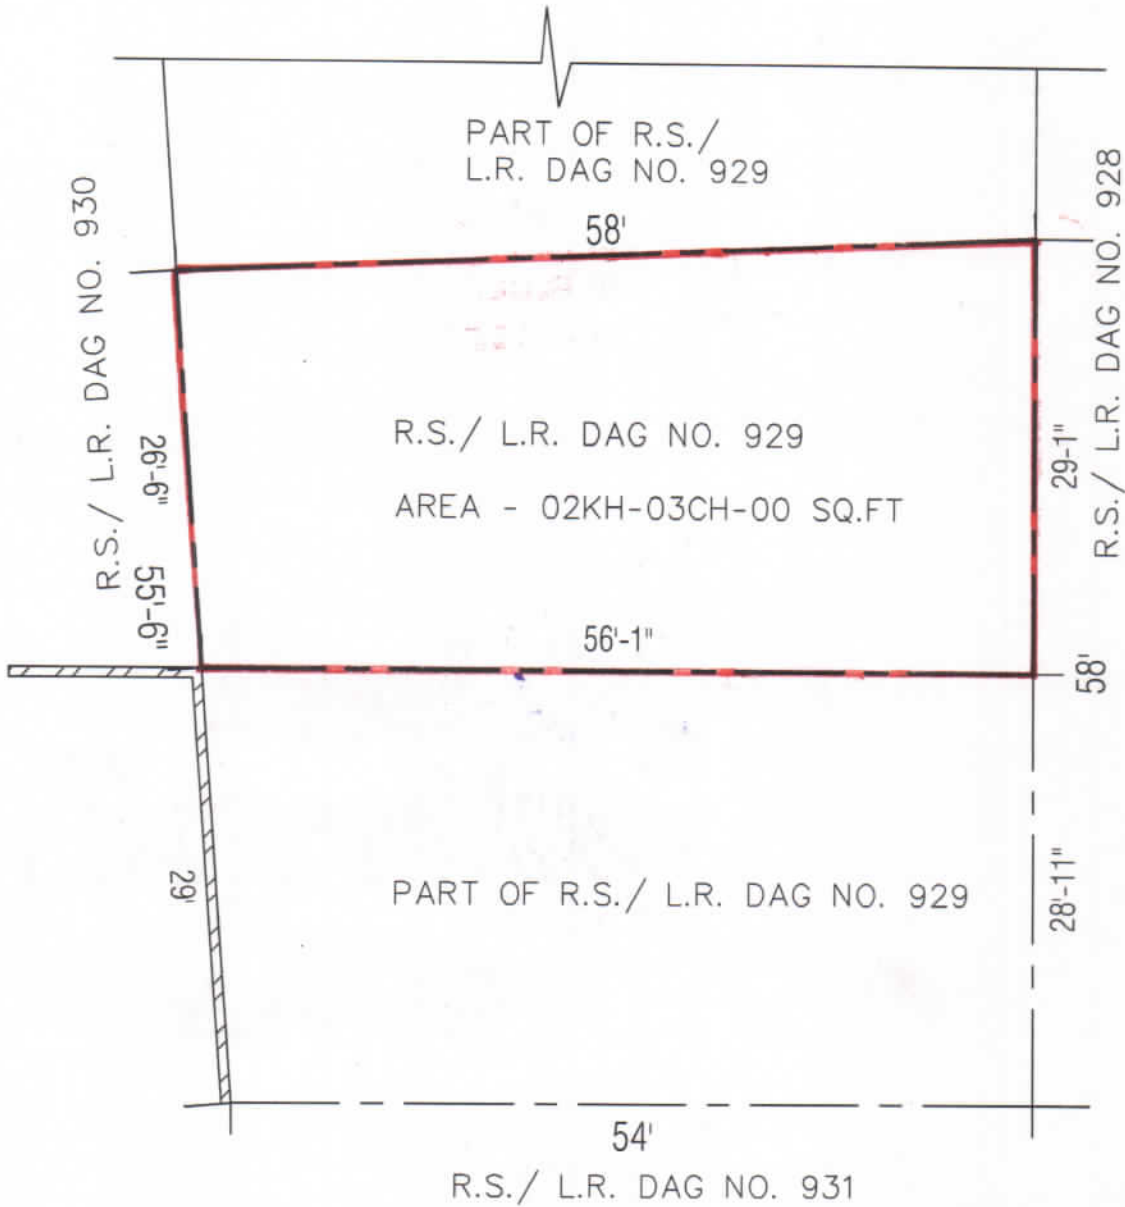 PART OF R.S./
L.R. DAG NO. 929
58'
R.S./ L.R. DAG NO. 930
R.S./ L.R. DAG NO. 928
26'-6"
55'-6"
R.S./ L.R. DAG NO. 929
AREA - 02KH-03CH-00 SQ.FT
29-1"
56'-1"
58'
29'
PART OF R.S./ L.R. DAG NO. 929
28'-11"
54'
R.S./ L.R. DAG NO. 931